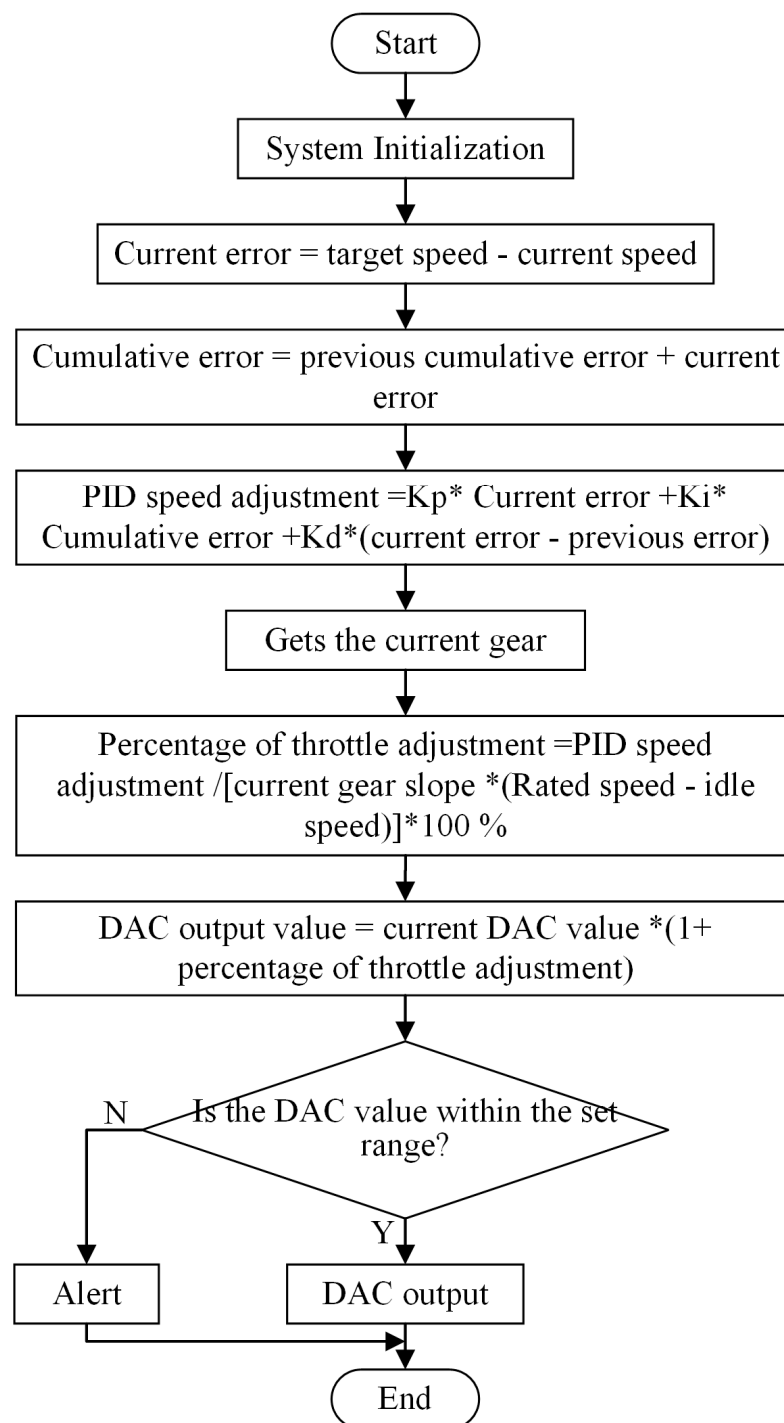 Start
System Initialization
Current error = target speed - current speed
Cumulative error = previous cumulative error + current
error
PID speed adjustment =Kp* Current error +Ki*
Cumulative error +Kd*(current error - previous error)
Gets the current gear
Percentage of throttle adjustment =PID speed
adjustment /[current gear slope *(Rated speed - idle
speed)]*100 %
DAC output value = current DAC value *(1+
percentage of throttle adjustment)
N
Is the DAC value within the set
range?
Y
Alert
DAC output
End